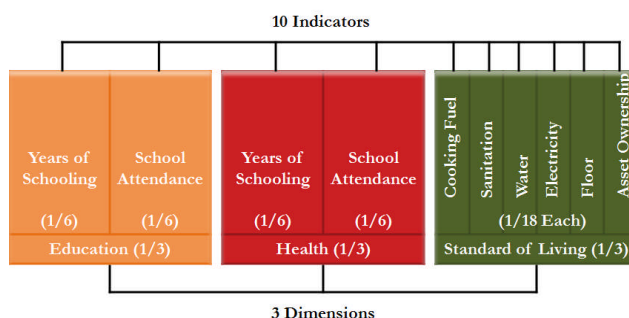 10 Indicators
Years of
Schooling
(1/6)
School
Attendance
(1/6)
Education (1/3)
Years of
Schooling
(1/6)
School
Attendance
(1/6)
Health (1/3)
Cooking Fuel
Sanitation
Water
Electricity
Floor
Asset Ownership
(1/18 Each)
Standard of Living (1/3)
3 Dimensions